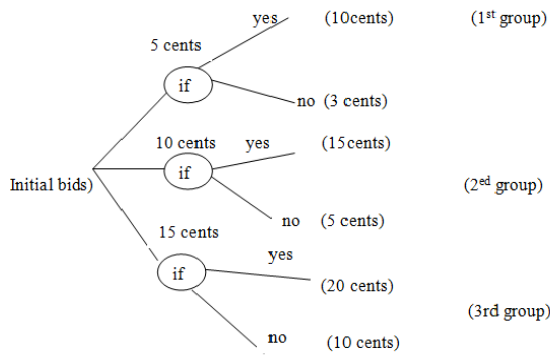 yes (10cents) (1st group)
5 cents
if
no (3 cents)
10 cents yes (15cents)
if
Initial bids) (2ed group)
no (5 cents)
15 cents
yes
if
(20 cents)
(3rd group)
no (10 cents)